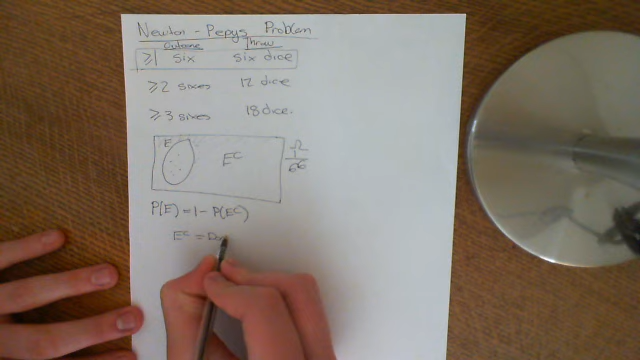 Newton - Pepys Problem
Outcome Throw
≥1 six six dice
≥2 sixes 12 dice
≥3 sixes 18 dice.
E E^C Ω
1/6^6
P(E) = 1 - P(E^C)
E^C =